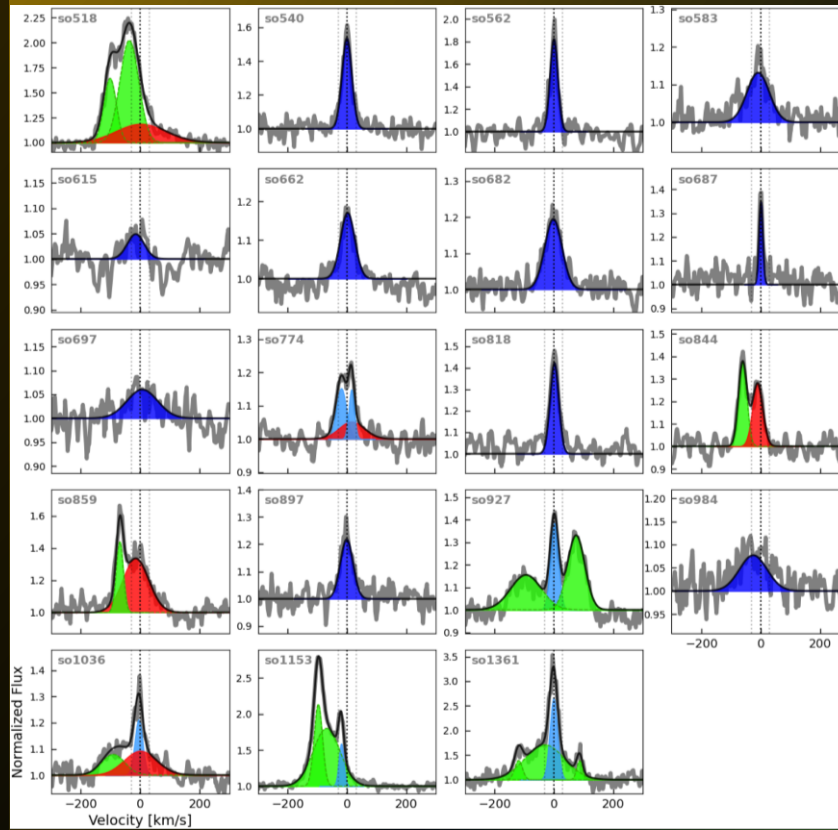 so518 so540 so562 so583
2.25 2.00 1.75 1.50 1.25 1.00
1.6 1.4 1.2 1.0
2.0 1.8 1.6 1.4 1.2 1.0
1.3 1.2 1.1 1.0
so615 so662 so682 so687
1.15 1.10 1.05 1.00 0.95 0.90
1.2 1.1 1.0
1.3 1.2 1.1 1.0
1.4 1.3 1.2 1.1 1.0 0.9
so697 so774 so818 so844
1.15 1.10 1.05 1.00 0.95 0.90
1.3 1.2 1.1 1.0 0.9
1.5 1.4 1.3 1.2 1.1 1.0 0.9
1.5 1.4 1.3 1.2 1.1 1.0 0.9
so859 so897 so927 so984
1.6 1.4 1.2 1.0
1.4 1.3 1.2 1.1 1.0 0.9
1.5 1.4 1.3 1.2 1.1 1.0 0.9
1.20 1.15 1.10 1.05 1.00 0.95
−200 0 200
so1036 so1153 so1361
1.4 1.3 1.2 1.1 1.0
2.5 2.0 1.5 1.0
3.5 3.0 2.5 2.0 1.5 1.0
Normalized Flux
−200 0 200 −200 0 200 −200 0 200
Velocity [km/s]